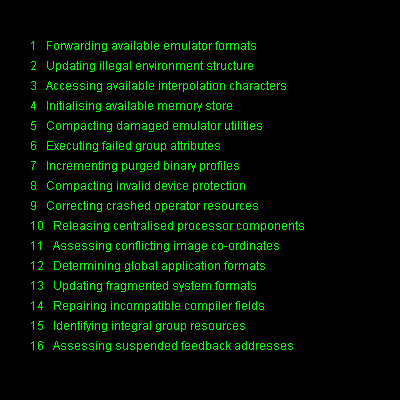 1 Forwarding available emulator formats
2 Updating illegal environment structure
3 Accessing available interpolation characters
4 Initialising available memory store
5 Compacting damaged emulator utilities
6 Executing failed group attributes
7 Incrementing purged binary profiles
8 Compacting invalid device protection
9 Correcting crashed operator resources
10 Releasing centralised processor components
11 Assessing conflicting image co-ordinates
12 Determining global application formats
13 Updating fragmented system formats
14 Repairing incompatible compiler fields
15 Identifying integral group resources
16 Assessing suspended feedback addresses